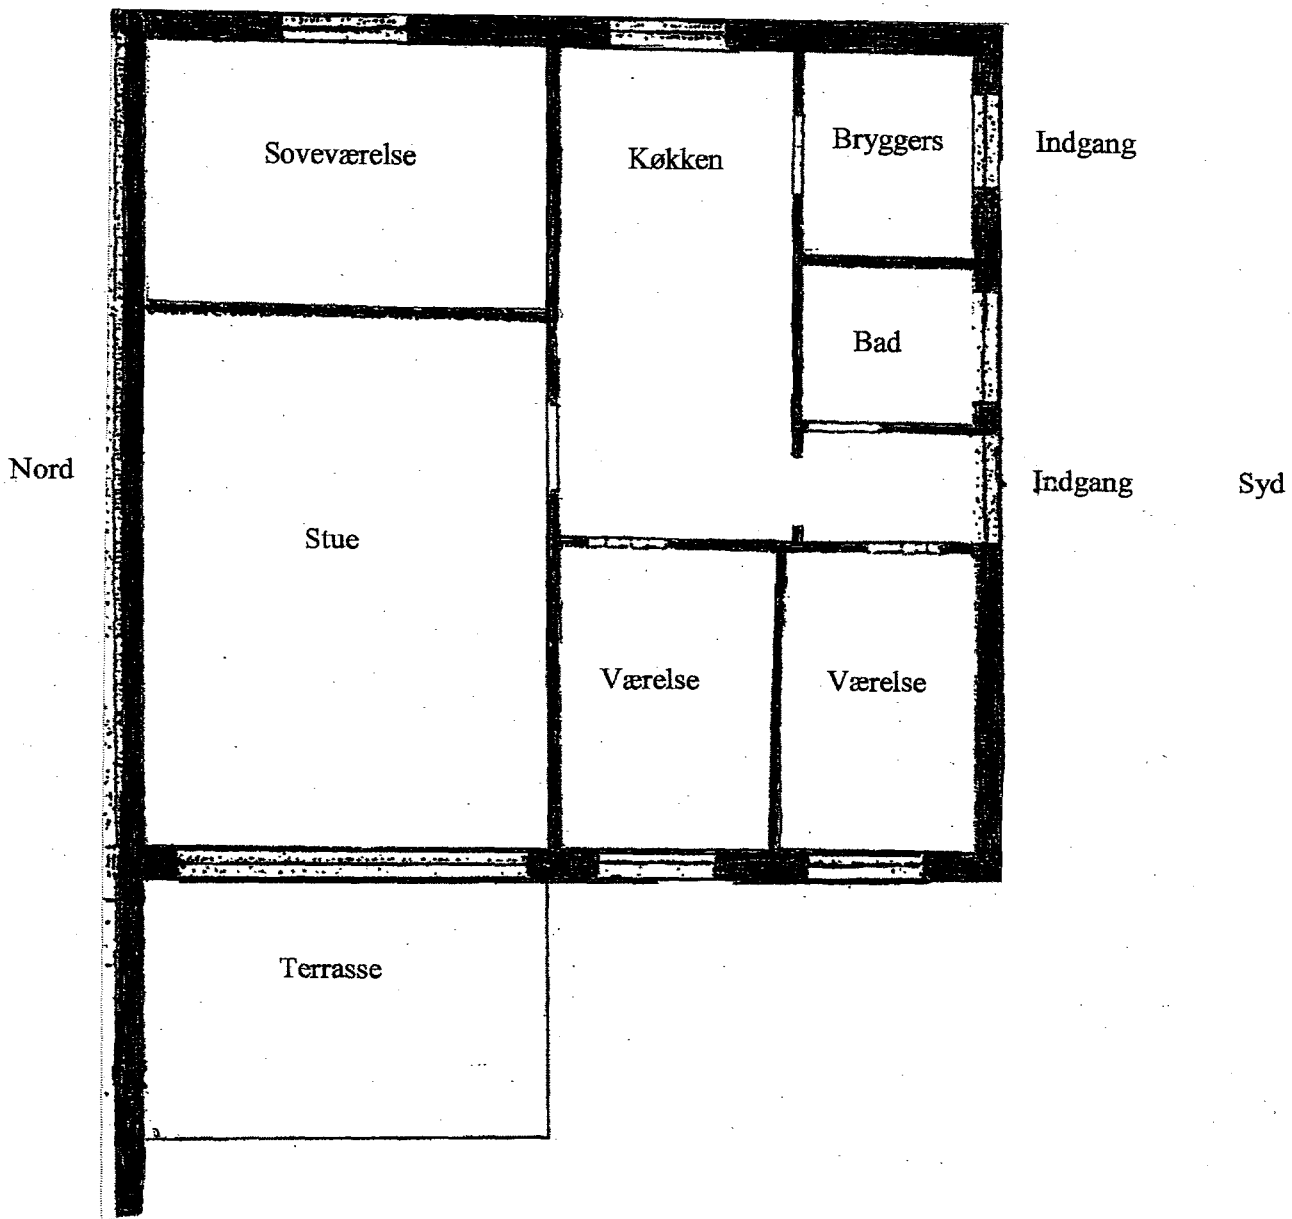 Soveværelse
Køkken
Bryggers
Indgang
Bad
Nord
Stue
Indgang
Syd
Værelse
Værelse
Terrasse